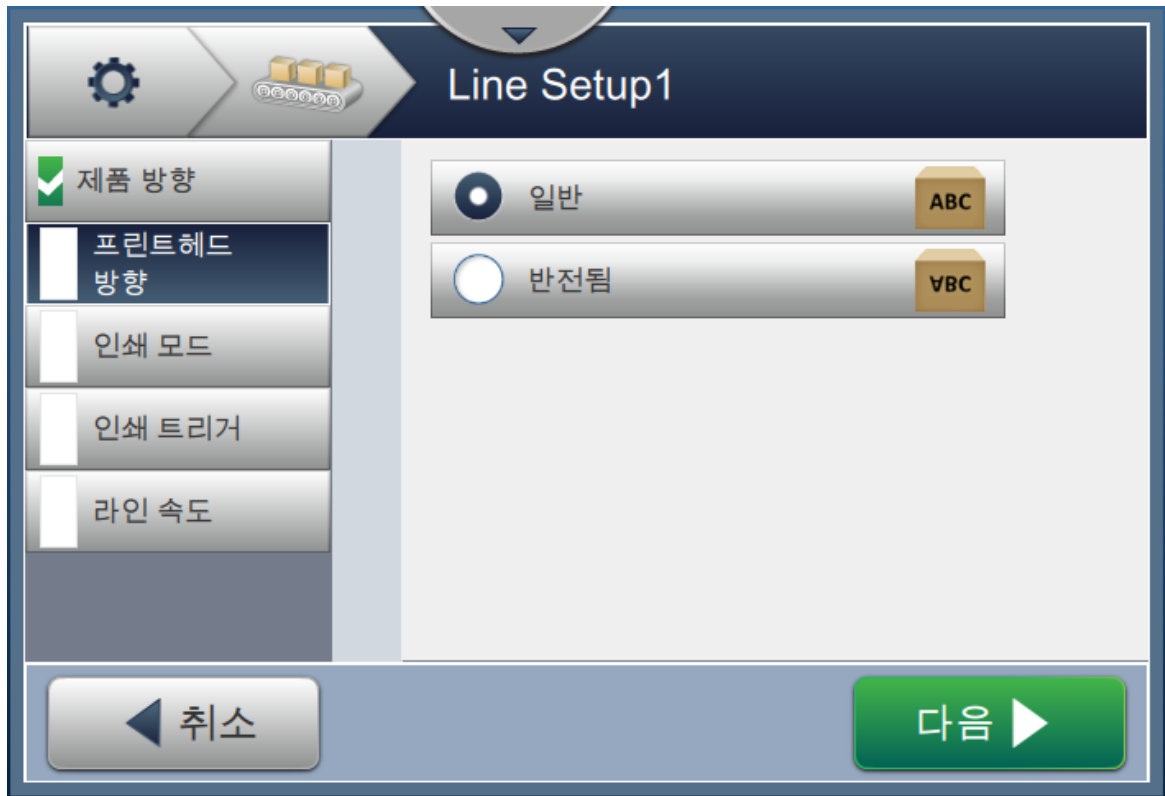 Line Setup1
제품 방향
프린트헤드
방향
인쇄 모드
인쇄 트리거
라인 속도
일반
ABC
반전됨
∀BC
취소
다음